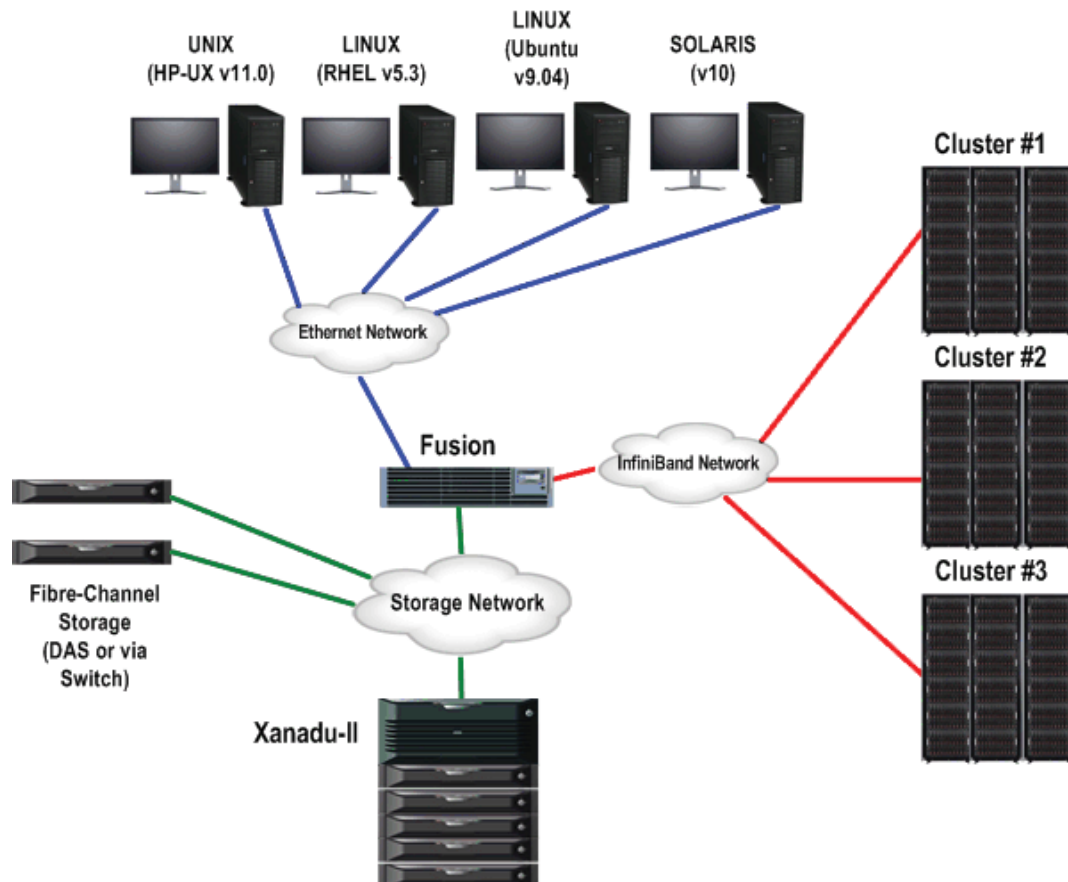 UNIX
(HP-UX v11.0)
LINUX
(RHEL v5.3)
LINUX
(Ubuntu
v9.04)
SOLARIS
(v10)
Cluster #1
Ethernet Network
Cluster #2
Fusion
InfiniBand Network
Cluster #3
Fibre-Channel
Storage
(DAS or via
Switch)
Storage Network
Xanadu-II